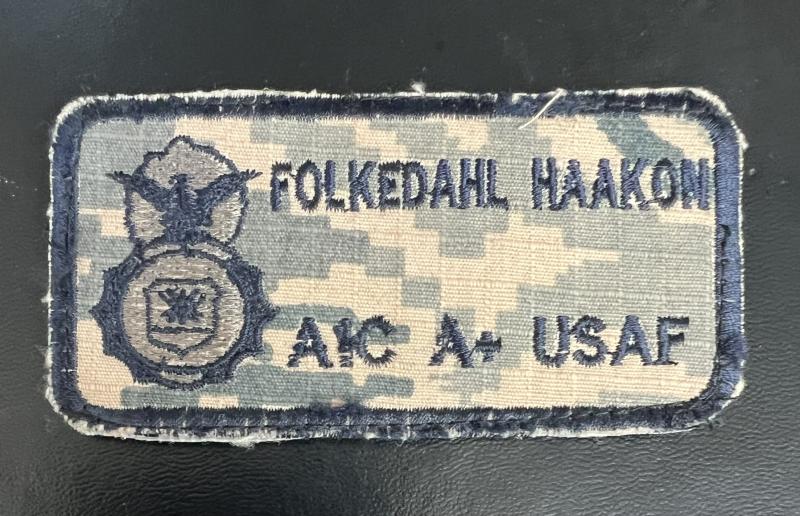 FOLKEDAHL HAAKON
A1C A+ USAF